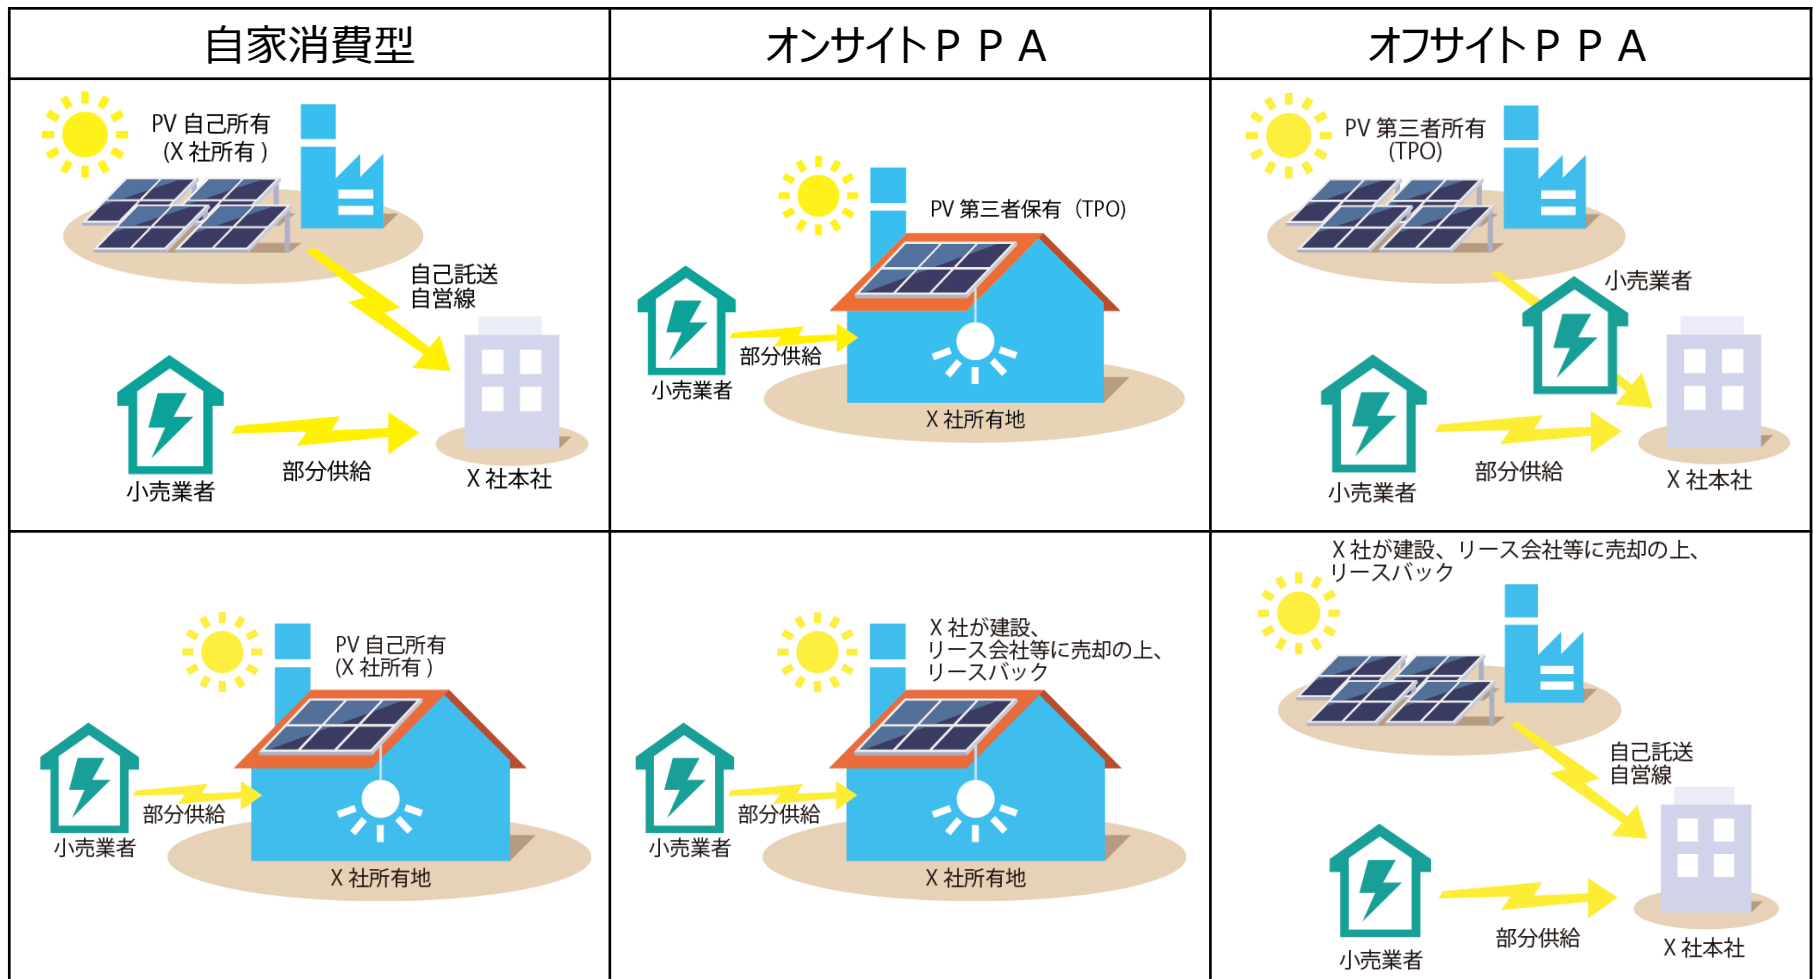 自家消費型
オンサイトＰＰＡ
オフサイトＰＰＡ
PV 自己所有
(X 社所有 )
自己託送
自営線
小売業者
部分供給
X 社本社
PV 第三者保有（TPO)
小売業者
部分供給
X 社所有地
PV 第三者所有
(TPO)
小売業者
小売業者
部分供給
X 社本社
PV 自己所有
(X 社所有 )
部分供給
小売業者
X 社所有地
X 社が建設、
リース会社等に売却の上、
リースバック
部分供給
小売業者
X 社所有地
X 社が建設、リース会社等に売却の上、
リースバック
自己託送
自営線
部分供給
小売業者
X 社本社